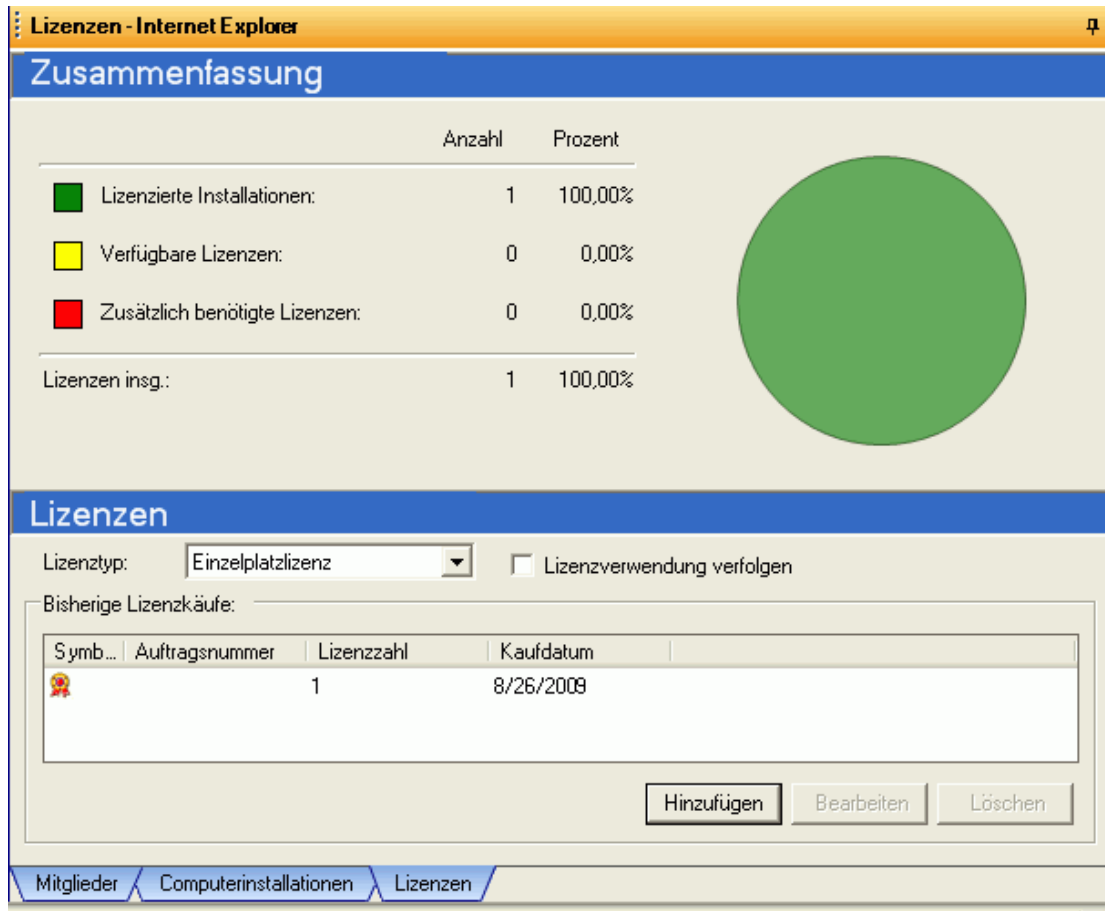 Lizenzen - Internet Explorer
Zusammenfassung
Anzahl Prozent
Lizenzierte Installationen: 1 100,00%
Verfügbare Lizenzen: 0 0,00%
Zusätzlich benötigte Lizenzen: 0 0,00%
Lizenzen insg.: 1 100,00%
Lizenzen
Lizenztyp: Einzelplatzlizenz Lizenzverwendung verfolgen
Bisherige Lizenzkäufe:
Symb... Auftragsnummer Lizenzzahl Kaufdatum
1 8/26/2009
Hinzufügen Bearbeiten Löschen
Mitglieder Computerinstallationen Lizenzen